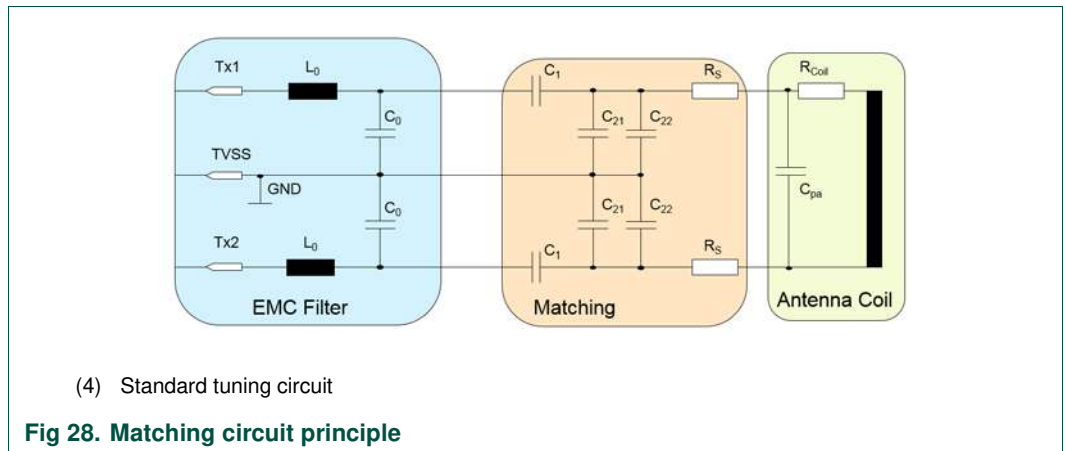 Tx1
L0
C1
RS
RCoil
C0
C21
C22
TVSS
GND
Cpa
C0
C21
C22
Tx2
L0
C1
RS
EMC Filter
Matching
Antenna Coil
(4) Standard tuning circuit
Fig 28. Matching circuit principle